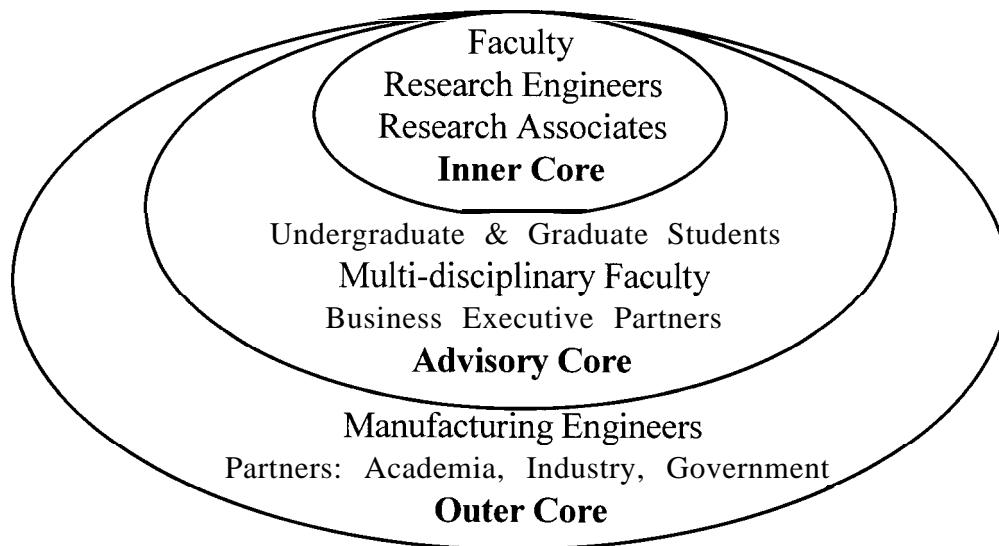 Faculty
Research Engineers
Research Associates
Inner Core
Undergraduate & Graduate Students
Multi-disciplinary Faculty
Business Executive Partners
Advisory Core
Manufacturing Engineers
Partners: Academia, Industry, Government
Outer Core